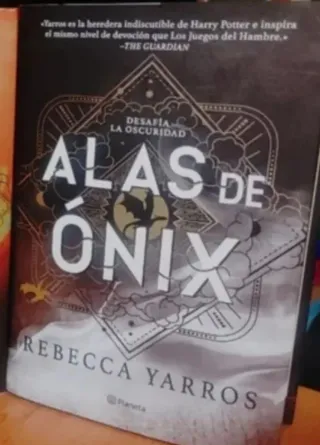 «Yarros es la heredera indiscutible de Harry Potter e inspira
el mismo nivel de devoción que Los Juegos del Hambre.»
–THE GUARDIAN
DESAFÍA
LA OSCURIDAD
ALAS DE
ÓNIX
REBECCA YARROS
Planeta